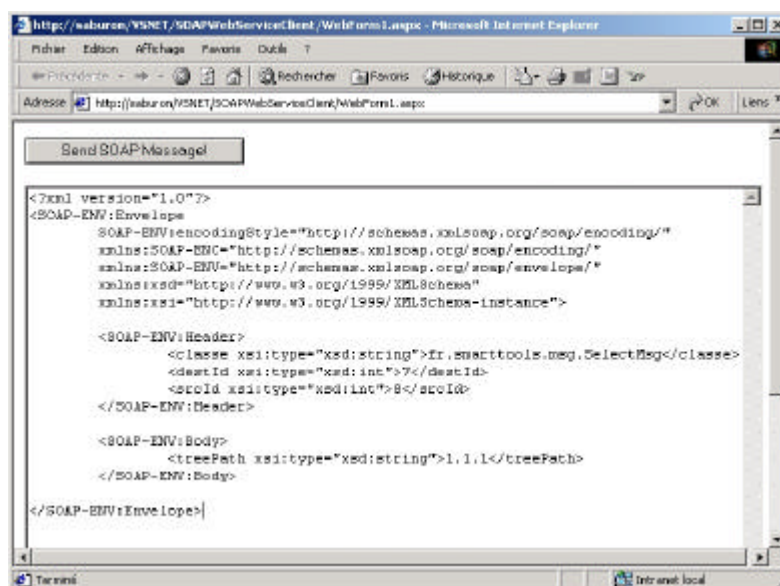 http://saburon/VSNET/SOAPWebServiceClient/WebForm1.aspx - Microsoft Internet Explorer
Fichier Edition Affichage Favoris Outils ?
Précédente Rechercher Favoris Historique
Adresse http://saburon/VSNET/SOAPWebServiceClient/WebForm1.aspx OK Liens
Send SOAP Message!
<?xml version="1.0"?>
<SOAP-ENV:Envelope
SOAP-ENV:encodingStyle="http://schemas.xmlsoap.org/soap/encoding/"
xmlns:SOAP-ENC="http://schemas.xmlsoap.org/soap/encoding/"
xmlns:SOAP-ENV="http://schemas.xmlsoap.org/soap/envelope/"
xmlns:xsd="http://www.w3.org/1999/XMLSchema"
xmlns:xsi="http://www.w3.org/1999/XMLSchema-instance">
<SOAP-ENV:Header>
<classe xsi:type="xsd:string">fr.smarttools.msg.SelectMsg</classe>
<destId xsi:type="xsd:int">7</destId>
<srcId xsi:type="xsd:int">8</srcId>
</SOAP-ENV:Header>
<SOAP-ENV:Body>
<treePath xsi:type="xsd:string">1.1.1</treePath>
</SOAP-ENV:Body>
</SOAP-ENV:Envelope>
Terminé Intranet local